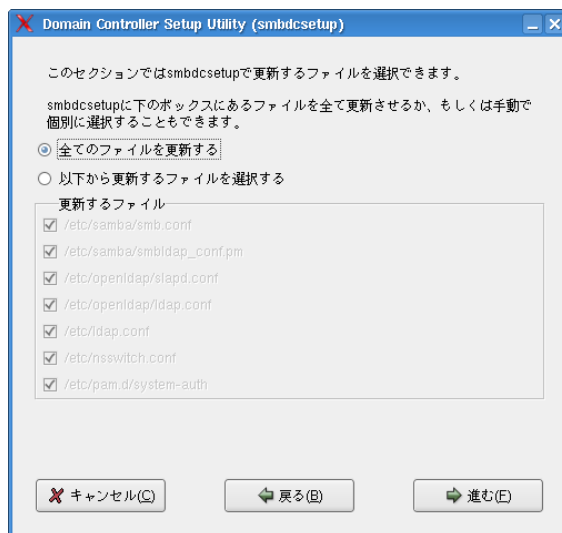 Domain Controller Setup Utility (smbdcsetup)
このセクションではsmbdcsetupで更新するファイルを選択できます。
smbdcsetupに下のボックスにあるファイルを全て更新させるか、もしくは手動で
個別に選択することもできます。
全てのファイルを更新する
以下から更新するファイルを選択する
更新するファイル
/etc/samba/smb.conf
/etc/samba/smbldap_conf.pm
/etc/openldap/slapd.conf
/etc/openldap/ldap.conf
/etc/ldap.conf
/etc/nsswitch.conf
/etc/pam.d/system-auth
キャンセル(C) 戻る(B) 進む(F)